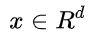 x ∈ R^d